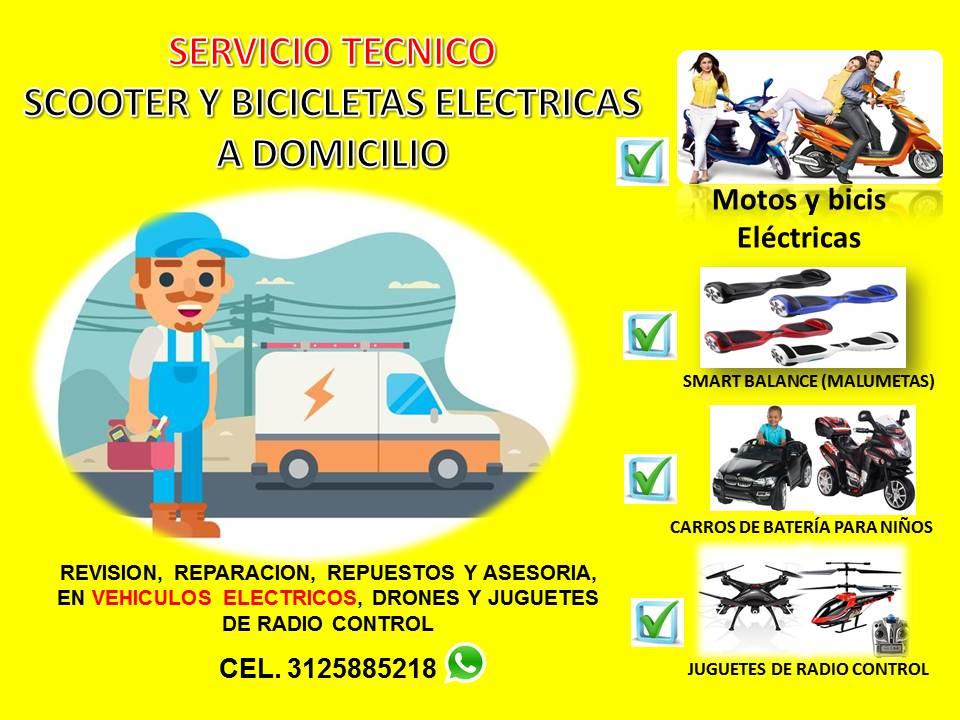 SERVICIO TECNICO
SCOOTER Y BICICLETAS ELECTRICAS
A DOMICILIO
Motos y bicis
Eléctricas
SMART BALANCE (MALUMETAS)
CARROS DE BATERÍA PARA NIÑOS
JUGUETES DE RADIO CONTROL
REVISION, REPARACION, REPUESTOS Y ASESORIA,
EN VEHICULOS ELECTRICOS, DRONES Y JUGUETES
DE RADIO CONTROL
CEL. 3125885218